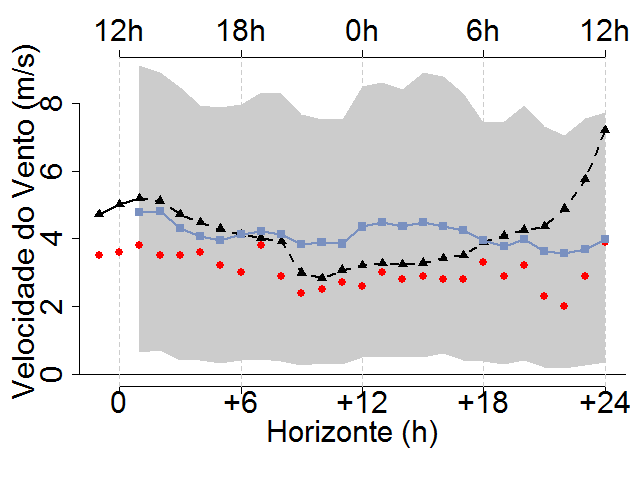 12h 18h 0h 6h 12h
Velocidade do Vento (m/s)
8
6
4
2
0
0 +6 +12 +18 +24
Horizonte (h)